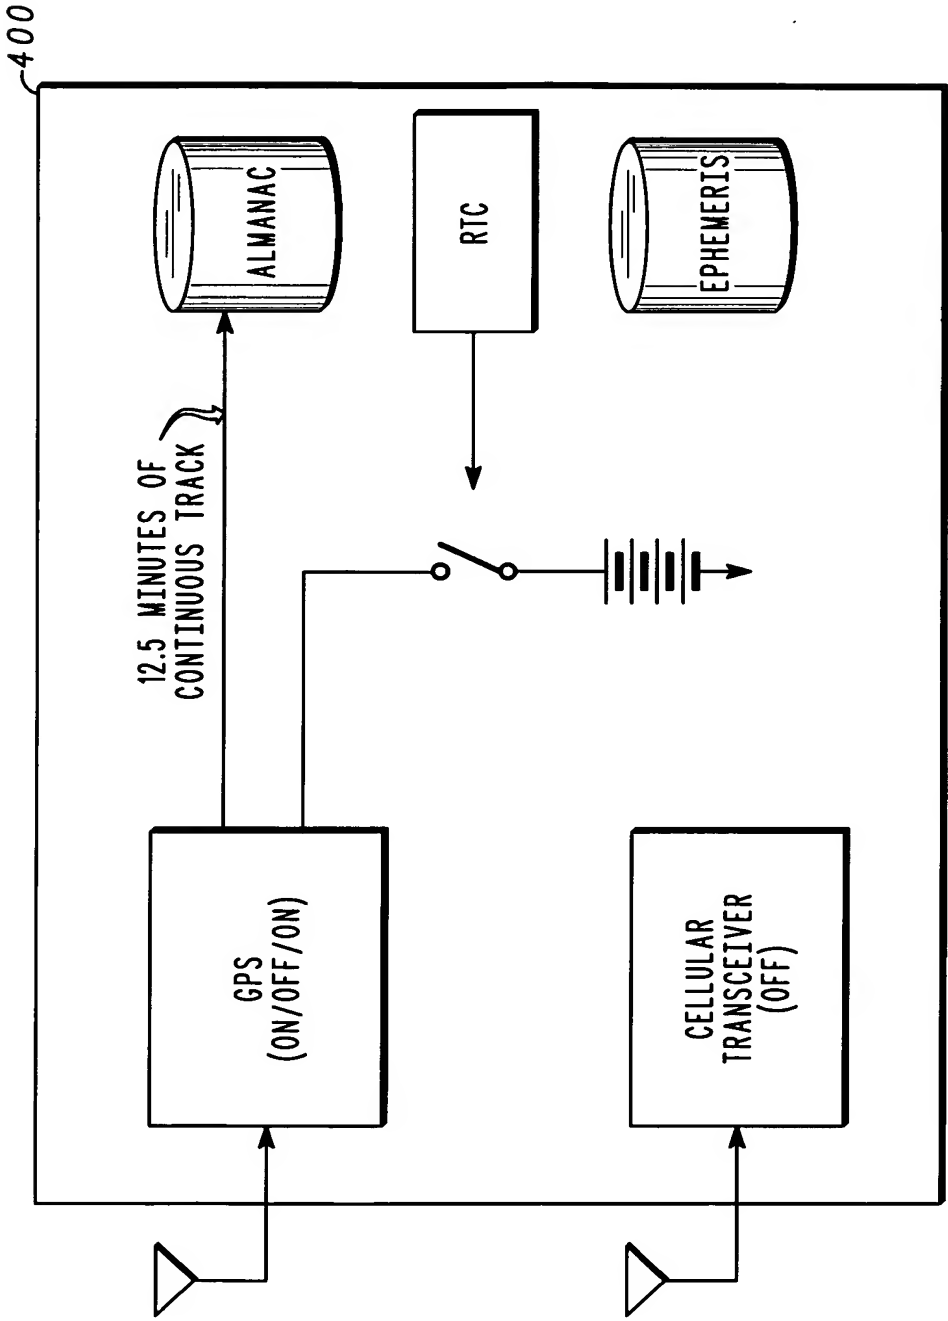 400
12.5 MINUTES OF
CONTINUOUS TRACK
GPS
(ON/OFF/ON)
ALMANAC
RTC
CELLULAR
TRANSCEIVER
(OFF)
EPHEMERIS